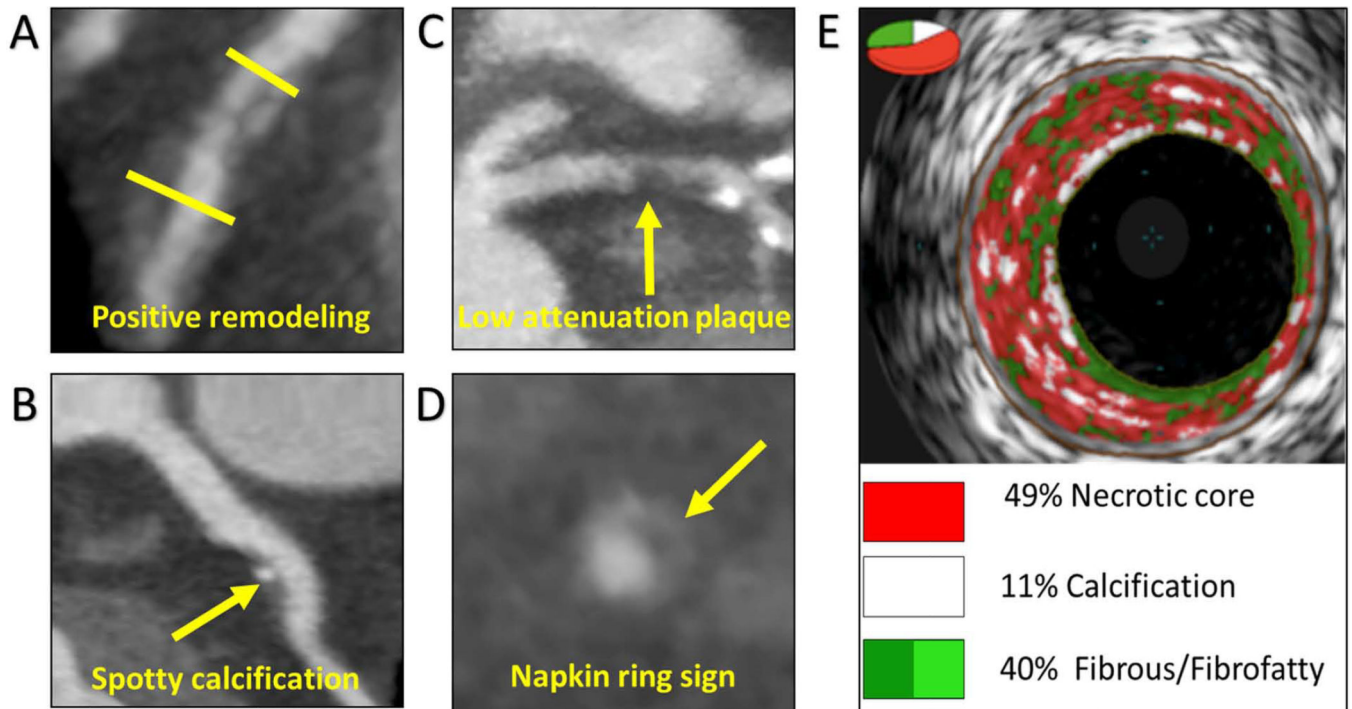 A
Positive remodeling
B
Spotty calcification
C
Low attenuation plaque
D
Napkin ring sign
E
49% Necrotic core
11% Calcification
40% Fibrous/Fibrofatty